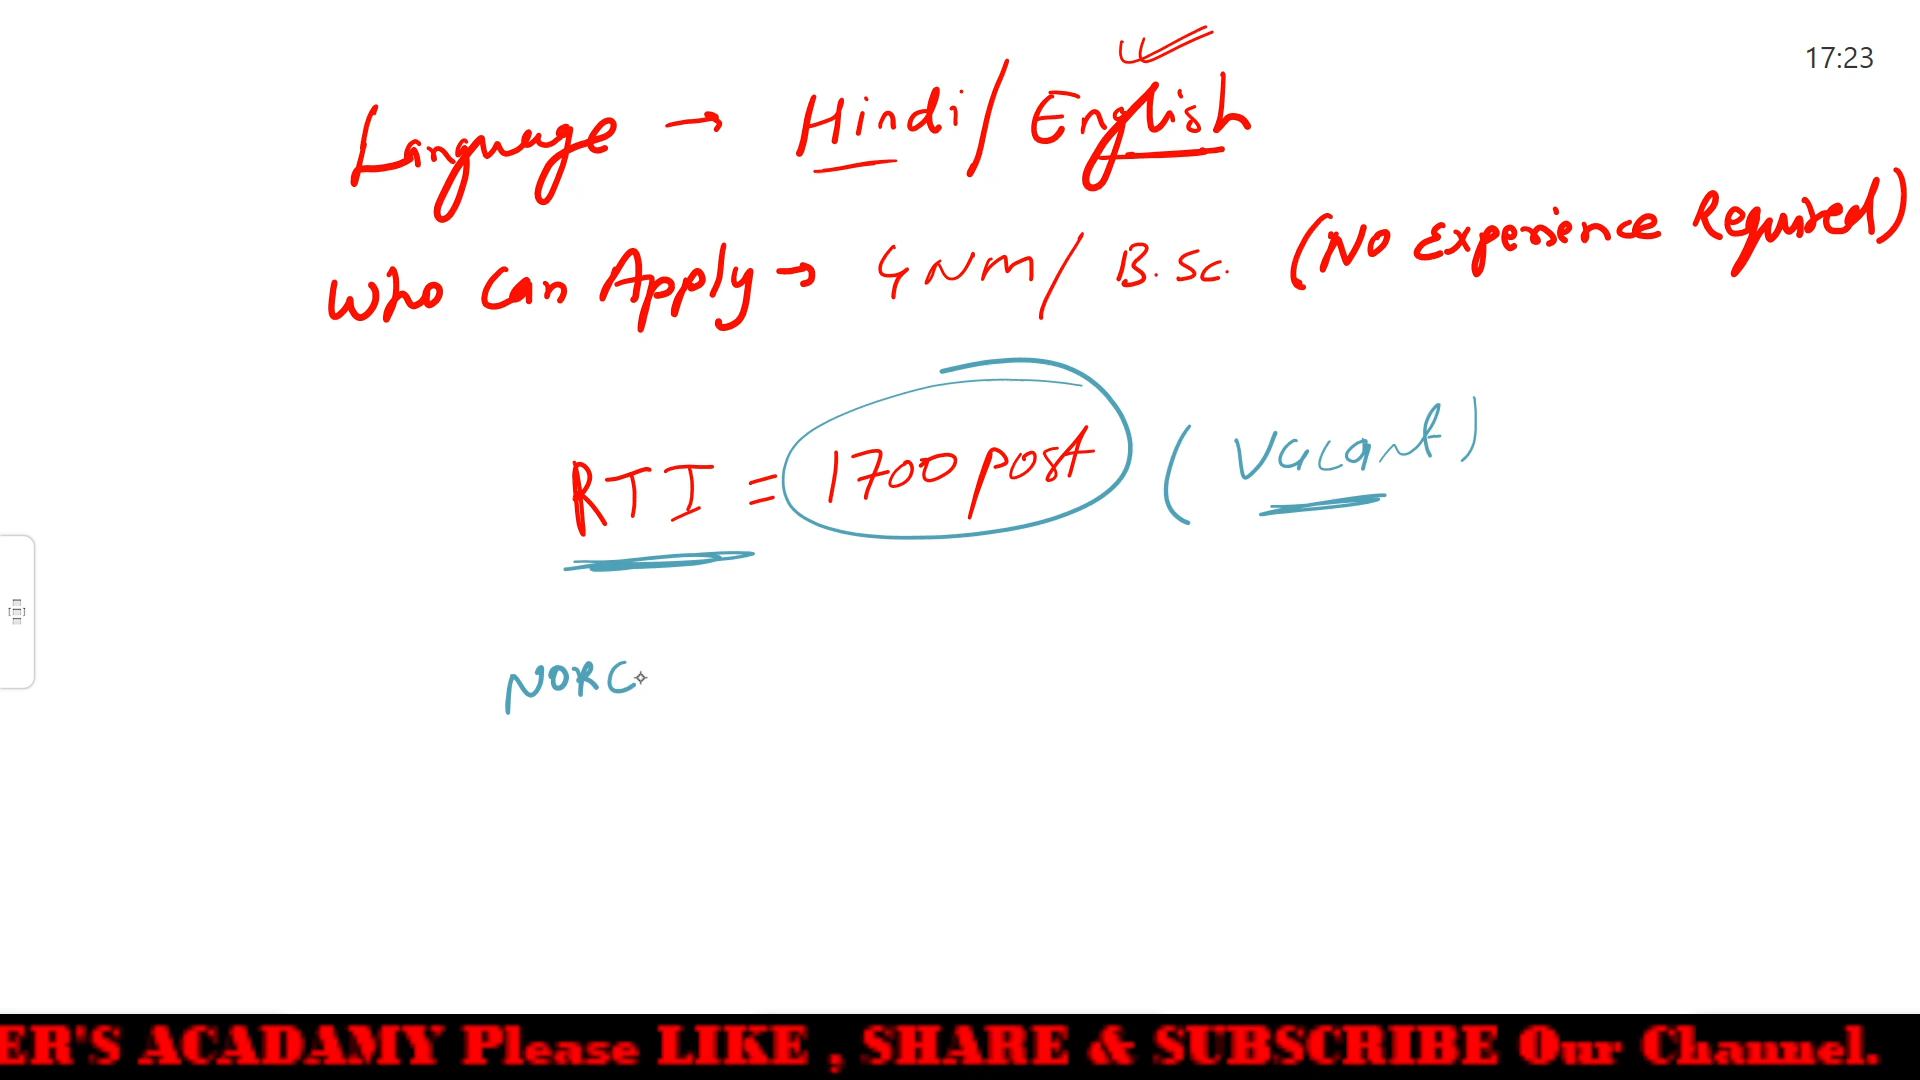 17:23
Language → Hindi/English
Who can Apply → GNM/B.Sc. (No experience Required)
RTI = 1700 post (Vacant)
NORC
ER'S ACADAMY Please LIKE , SHARE & SUBSCRIBE Our Channel.